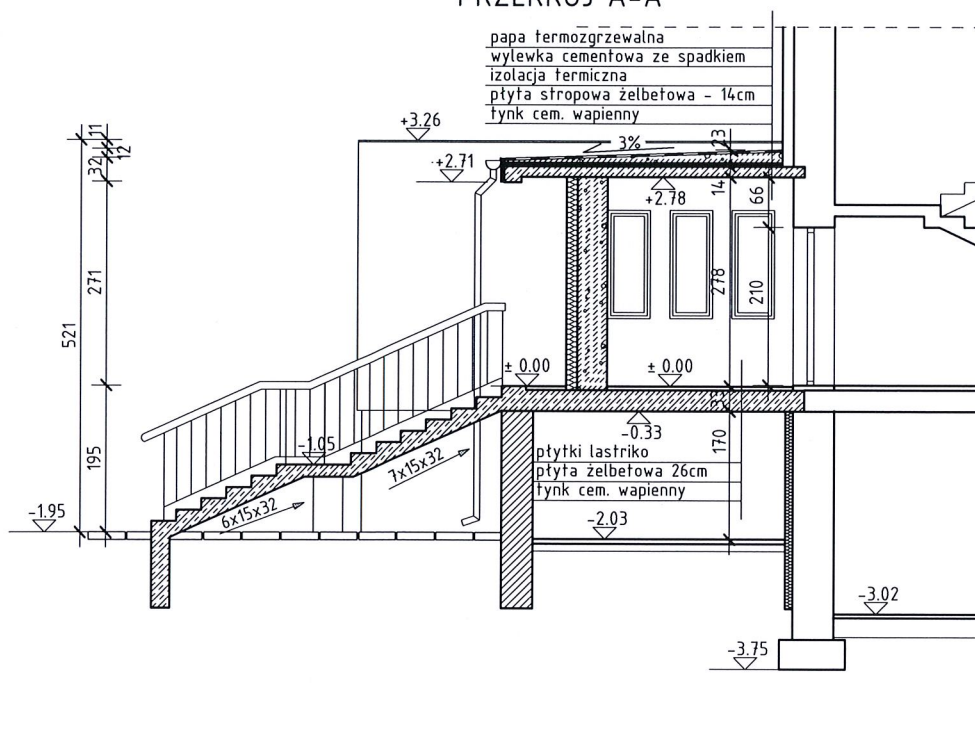 PRZEKRÓJ A-A
papa termozgrzewalna
wylewka cementowa ze spadkiem
izolacja termiczna
płyta stropowa żelbetowa - 14cm
tynk cem. wapienny
+3.26
3%
23
11
12
32
+2.71
14
66
+2.78
271
278
210
521
± 0.00
± 0.00
-0.33
195
-1.05
170
płytki lastriko
płyta żelbetowa 26cm
tynk cem. wapienny
7x15x32
6x15x32
-1.95
-2.03
-3.02
-3.75